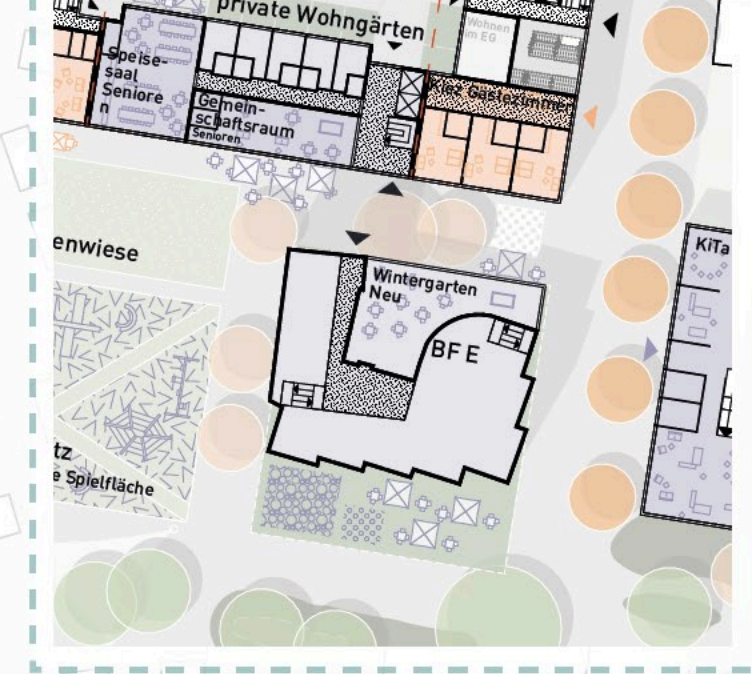 private Wohngärten
Wohnen
im EG
Speise-
saal
Seniore
n
Gemein-
schaftsraum
Senioren
Kiez Gästezimmer
enwiese
KiTa
Wintergarten
Neu
BF E
tz
e Spielfläche